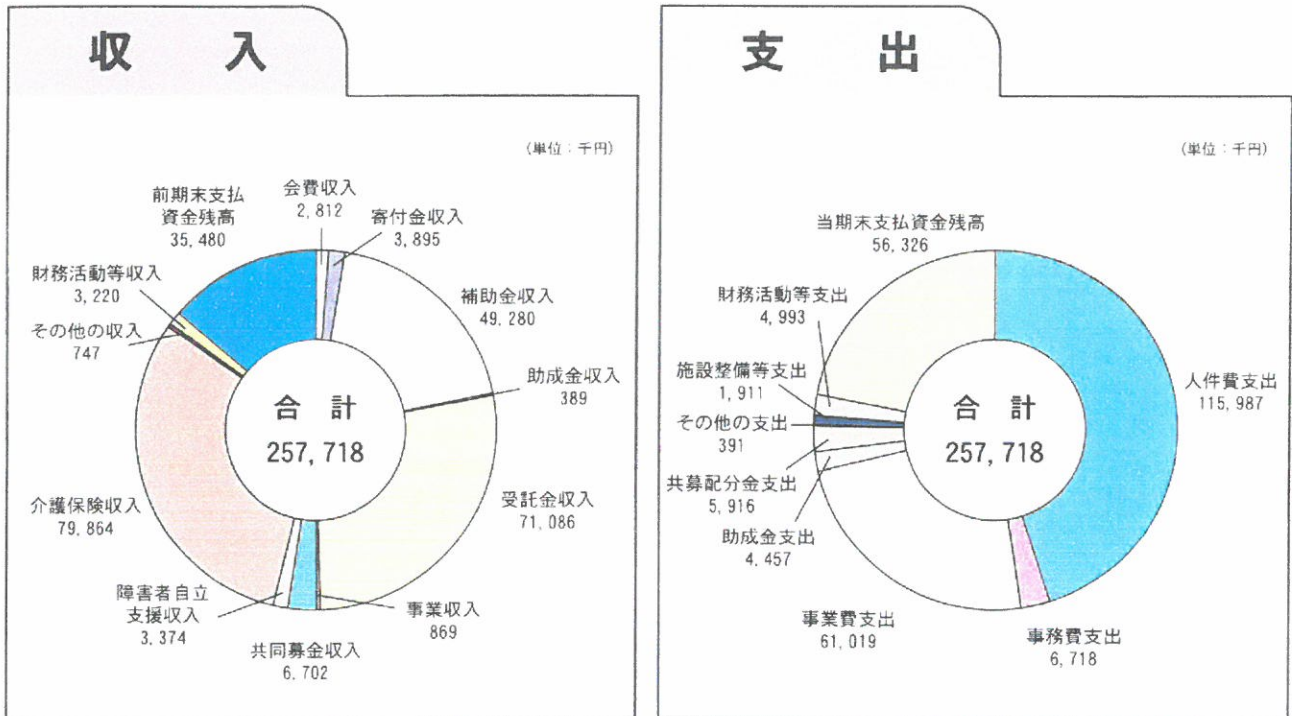 収 入
(単位：千円)
会費収入
2,812
寄付金収入
3,895
補助金収入
49,280
助成金収入
389
受託金収入
71,086
事業収入
869
共同募金収入
6,702
障害者自立
支援収入
3,374
介護保険収入
79,864
その他の収入
747
財務活動等収入
3,220
前期末支払
資金残高
35,480
合 計
257,718
支 出
(単位：千円)
人件費支出
115,987
事務費支出
6,718
事業費支出
61,019
助成金支出
4,457
共募配分金支出
5,916
その他の支出
391
施設整備等支出
1,911
財務活動等支出
4,993
当期末支払資金残高
56,326
合 計
257,718